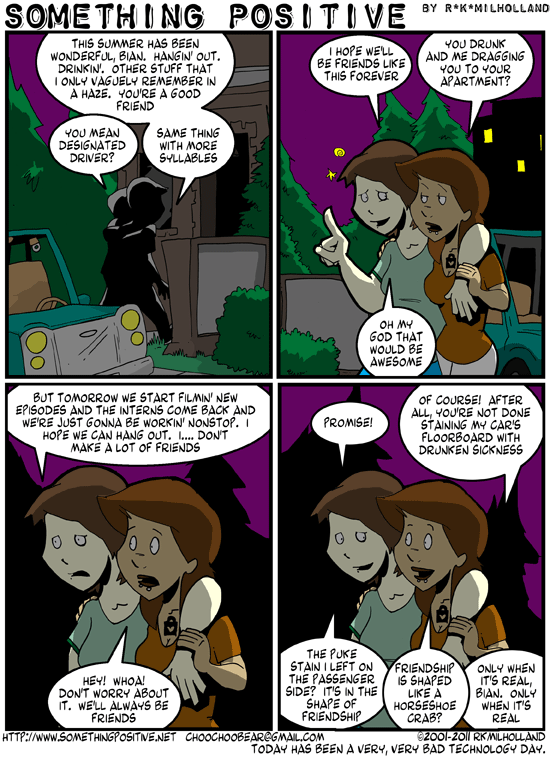 SOMETHING POSITIVE BY R*K*MILHOLLAND
THIS SUMMER HAS BEEN
WONDERFUL, BIAN. HANGIN' OUT.
DRINKIN'. OTHER STUFF THAT
I ONLY VAGUELY REMEMBER IN
A HAZE. YOU'RE A GOOD
FRIEND
YOU MEAN
DESIGNATED
DRIVER?
SAME THING
WITH MORE
SYLLABLES
I HOPE WE'LL
BE FRIENDS LIKE
THIS FOREVER
YOU DRUNK
AND ME DRAGGING
YOU TO YOUR
APARTMENT?
OH MY
GOD THAT
WOULD BE
AWESOME
BUT TOMORROW WE START FILMIN' NEW
EPISODES AND THE INTERNS COME BACK AND
WE'RE JUST GONNA BE WORKIN' NONSTOP. I
HOPE WE CAN HANG OUT. I.... DON'T
MAKE A LOT OF FRIENDS
HEY! WHOA!
DON'T WORRY ABOUT
IT. WE'LL ALWAYS BE
FRIENDS
PROMISE!
OF COURSE! AFTER
ALL, YOU'RE NOT DONE
STAINING MY CAR'S
FLOORBOARD WITH
DRUNKEN SICKNESS
THE PUKE
STAIN I LEFT ON
THE PASSENGER
SIDE? IT'S IN THE
SHAPE OF
FRIENDSHIP
FRIENDSHIP
IS SHAPED
LIKE A
HORSESHOE
CRAB?
ONLY WHEN
IT'S REAL,
BIAN. ONLY
WHEN IT'S
REAL
HTTP://WWW.SOMETHINGPOSITIVE.NET CHOOCHOOBEAR@GMAIL.COM ©2001-2011 RKMILHOLLAND
TODAY HAS BEEN A VERY, VERY BAD TECHNOLOGY DAY.